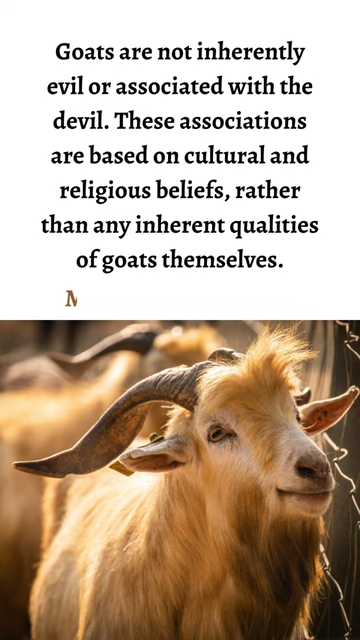 Goats are not inherently
evil or associated with the
devil. These associations
are based on cultural and
religious beliefs, rather
than any inherent qualities
of goats themselves.
M